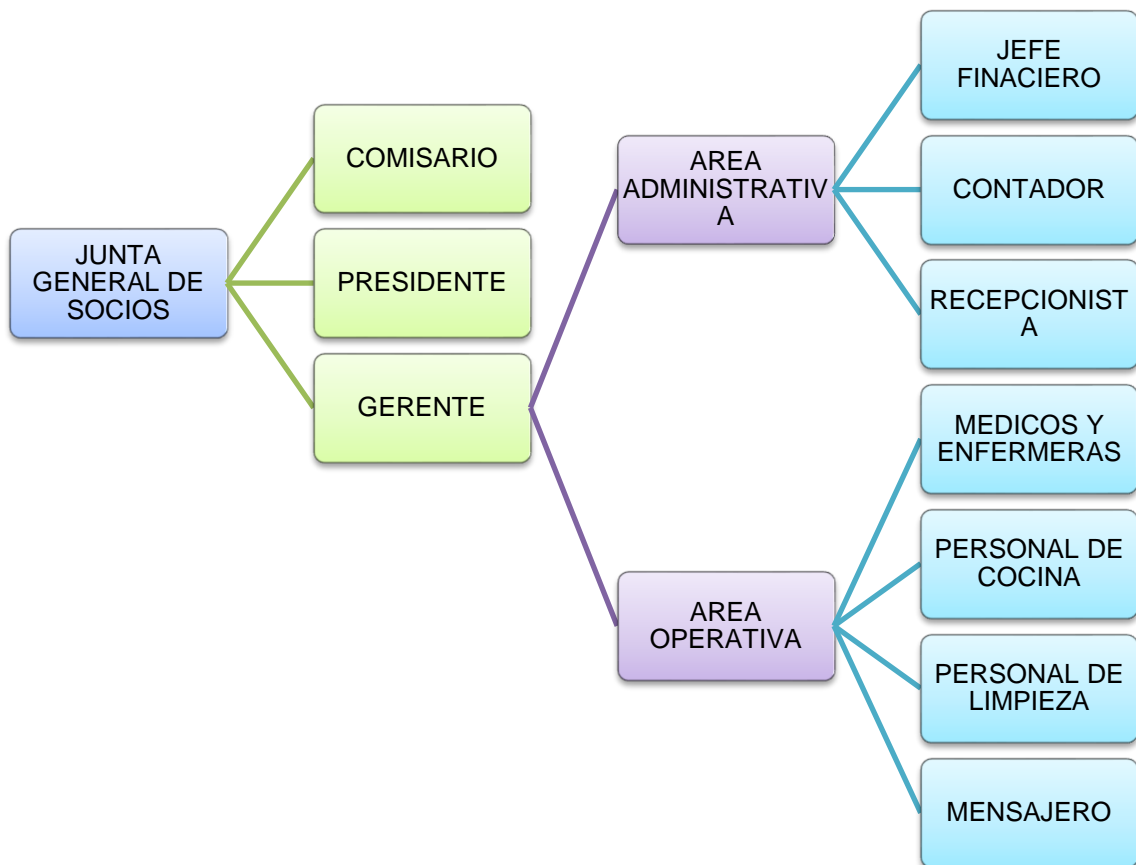 JUNTA
GENERAL DE
SOCIOS
COMISARIO
PRESIDENTE
GERENTE
AREA
ADMINISTRATIV
A
JEFE
FINACIERO
CONTADOR
RECEPCIONIST
A
AREA
OPERATIVA
MEDICOS Y
ENFERMERAS
PERSONAL DE
COCINA
PERSONAL DE
LIMPIEZA
MENSAJERO